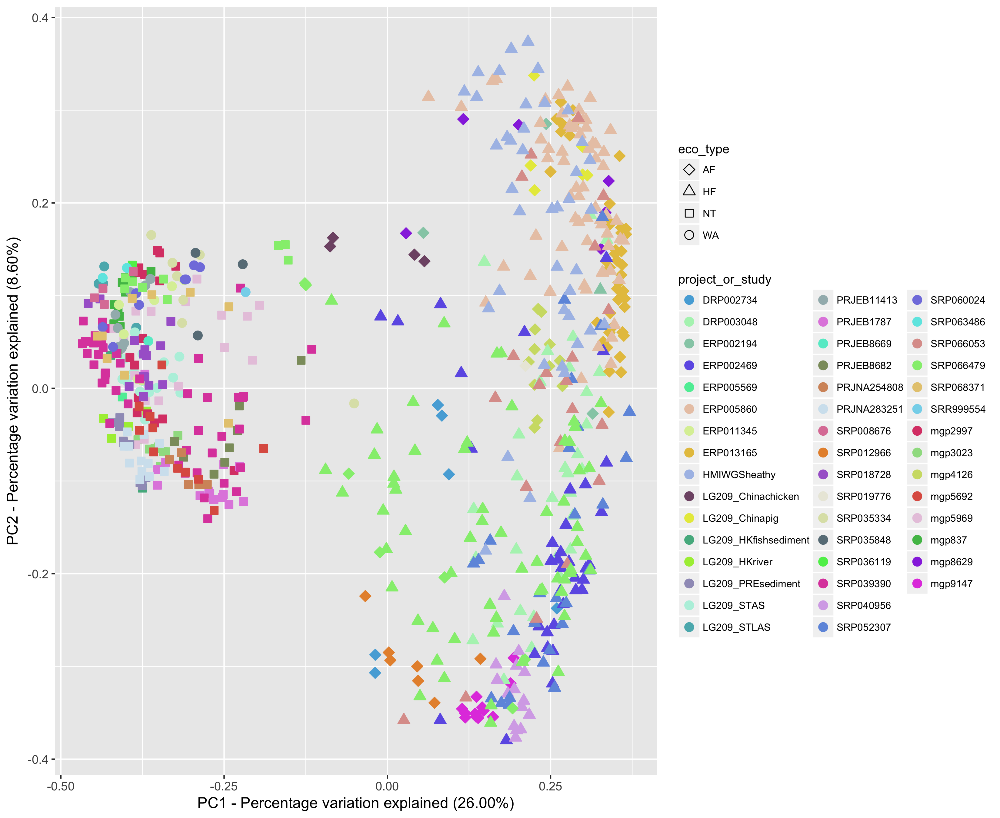 0.4
0.2
0.0
-0.2
-0.4
PC2 - Percentage variation explained (8.60%)
-0.50
-0.25
0.00
0.25
PC1 - Percentage variation explained (26.00%)
eco_type
AF
HF
NT
WA
project_or_study
DRP002734
DRP003048
ERP002194
ERP002469
ERP005569
ERP005860
ERP011345
ERP013165
HMIWGSheathy
LG209_Chinachicken
LG209_Chinapig
LG209_HKfishsediment
LG209_HKriver
LG209_PREsediment
LG209_STAS
LG209_STLAS
PRJEB11413
PRJEB1787
PRJEB8669
PRJEB8682
PRJNA254808
PRJNA283251
SRP008676
SRP012966
SRP018728
SRP019776
SRP035334
SRP035848
SRP036119
SRP039390
SRP040956
SRP052307
SRP060024
SRP063486
SRP066053
SRP066479
SRP068371
SRR999554
mgp2997
mgp3023
mgp4126
mgp5692
mgp5969
mgp837
mgp8629
mgp9147